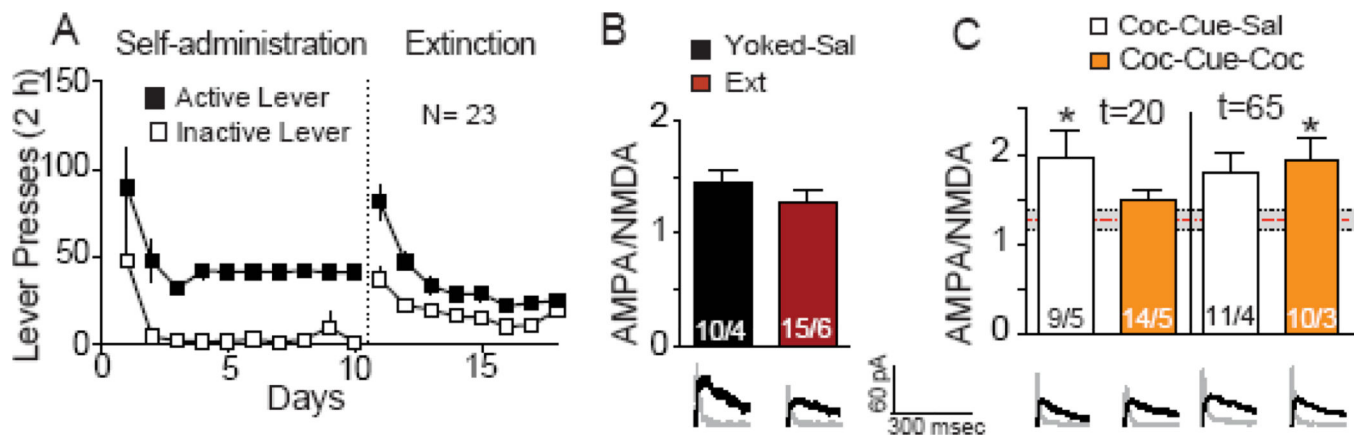 A
Self-administration
Extinction
150
100
50
0
Lever Presses (2 h)
Active Lever
Inactive Lever
N= 23
0
5
10
15
Days
B
Yoked-Sal
Ext
2
1
0
AMPA/NMDA
10/4
15/6
60 pA
300 msec
C
Coc-Cue-Sal
Coc-Cue-Coc
t=20
t=65
*
*
2
1
0
AMPA/NMDA
9/5
14/5
11/4
10/3